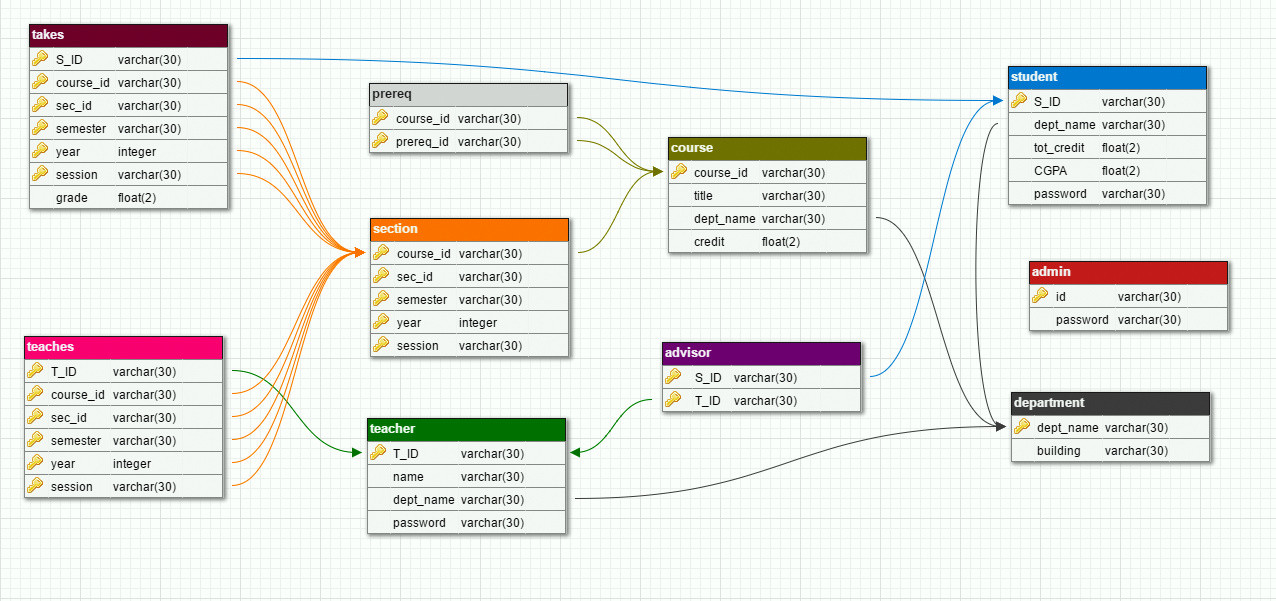 takes
S_ID varchar(30)
course_id varchar(30)
sec_id varchar(30)
semester varchar(30)
year integer
session varchar(30)
grade float(2)
prereq
course_id varchar(30)
prereq_id varchar(30)
course
course_id varchar(30)
title varchar(30)
dept_name varchar(30)
credit float(2)
student
S_ID varchar(30)
dept_name varchar(30)
tot_credit float(2)
CGPA float(2)
password varchar(30)
section
course_id varchar(30)
sec_id varchar(30)
semester varchar(30)
year integer
session varchar(30)
admin
id varchar(30)
password varchar(30)
teaches
T_ID varchar(30)
course_id varchar(30)
sec_id varchar(30)
semester varchar(30)
year integer
session varchar(30)
advisor
S_ID varchar(30)
T_ID varchar(30)
teacher
T_ID varchar(30)
name varchar(30)
dept_name varchar(30)
password varchar(30)
department
dept_name varchar(30)
building varchar(30)